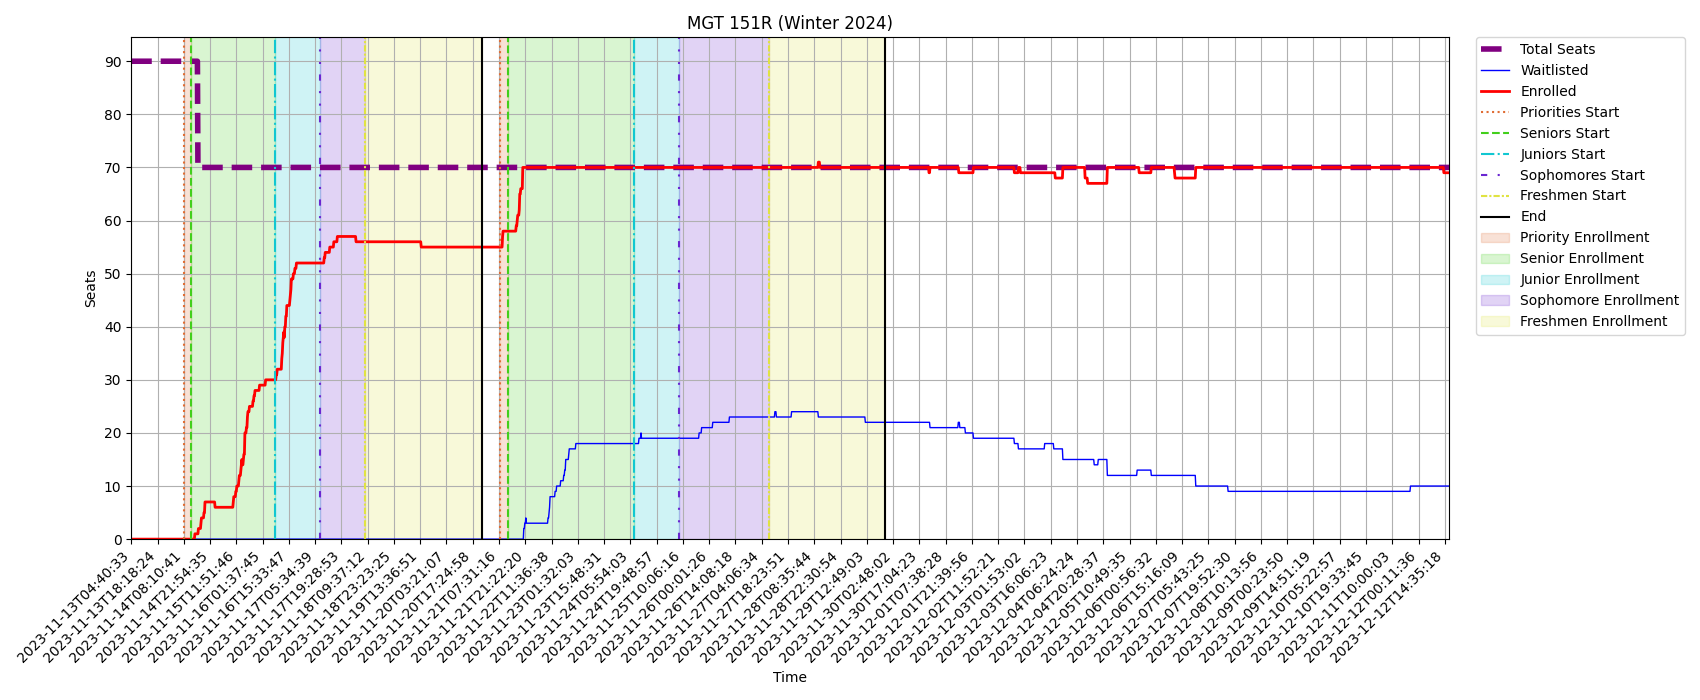 MGT 151R (Winter 2024)
Seats
90
80
70
60
50
40
30
20
10
0
2023-11-13T04:40:33
2023-11-13T18:18:24
2023-11-14T08:10:41
2023-11-14T21:54:35
2023-11-15T11:51:46
2023-11-16T01:37:45
2023-11-16T15:33:47
2023-11-17T05:34:39
2023-11-17T19:28:53
2023-11-18T09:37:12
2023-11-18T23:23:25
2023-11-19T13:36:51
2023-11-20T03:21:07
2023-11-20T17:24:58
2023-11-21T07:31:16
2023-11-21T21:22:20
2023-11-22T11:36:38
2023-11-23T01:32:03
2023-11-23T15:48:31
2023-11-24T05:54:03
2023-11-24T19:48:57
2023-11-25T10:06:16
2023-11-26T00:01:26
2023-11-26T14:08:18
2023-11-27T04:06:34
2023-11-27T18:23:51
2023-11-28T08:35:44
2023-11-28T22:30:54
2023-11-29T12:49:03
2023-11-30T02:48:02
2023-11-30T17:04:23
2023-12-01T07:38:28
2023-12-01T21:39:56
2023-12-02T11:52:21
2023-12-03T01:53:02
2023-12-03T16:06:23
2023-12-04T06:24:24
2023-12-04T20:28:37
2023-12-05T10:49:35
2023-12-06T00:56:32
2023-12-06T15:16:09
2023-12-07T05:43:25
2023-12-07T19:52:30
2023-12-08T10:13:56
2023-12-09T00:23:50
2023-12-09T14:51:19
2023-12-10T05:22:57
2023-12-10T19:33:45
2023-12-11T10:00:03
2023-12-12T00:11:36
2023-12-12T14:35:18
Time
Total Seats
Waitlisted
Enrolled
Priorities Start
Seniors Start
Juniors Start
Sophomores Start
Freshmen Start
End
Priority Enrollment
Senior Enrollment
Junior Enrollment
Sophomore Enrollment
Freshmen Enrollment